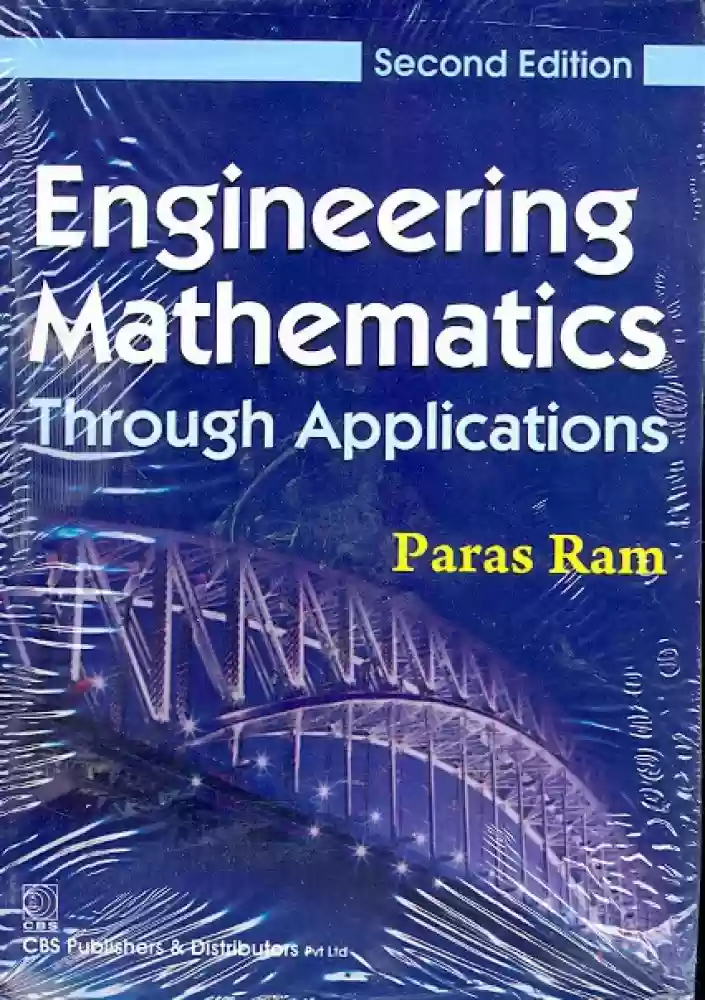 Second Edition
Engineering
Mathematics
Through Applications
Paras Ram
CBS
CBS Publishers & Distributors Pvt Ltd